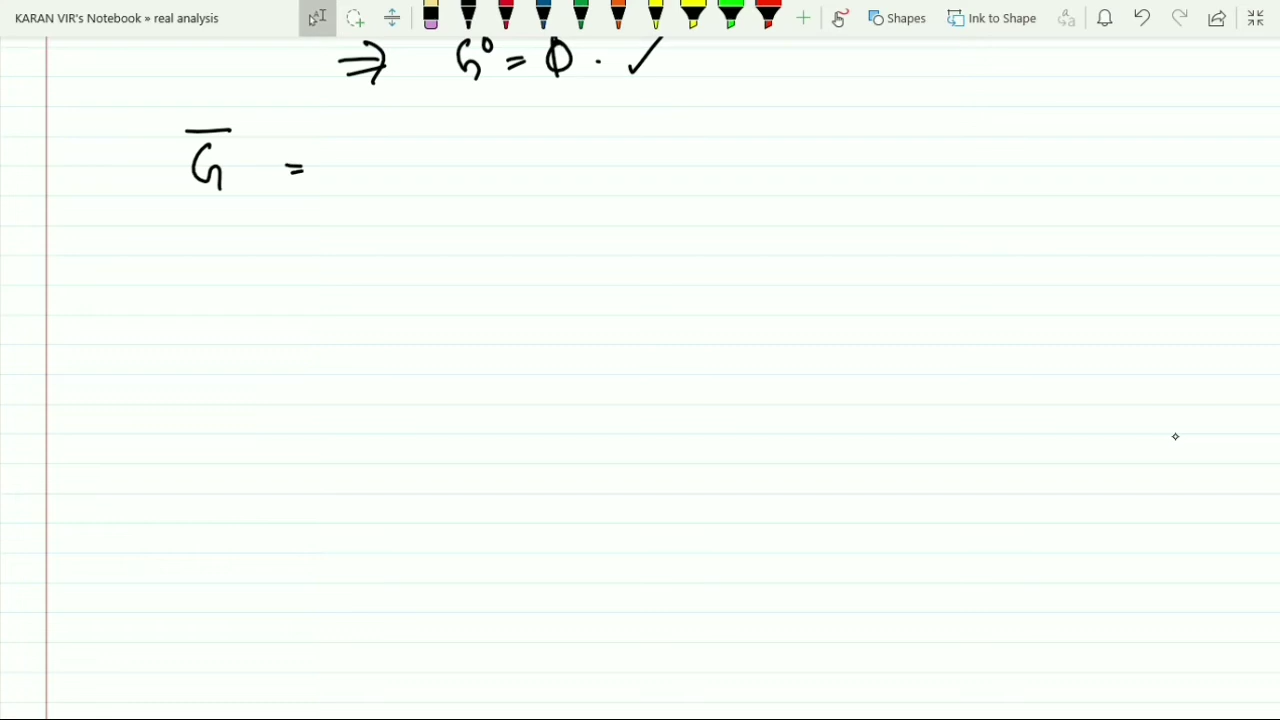 KARAN VIR's Notebook » real analysis
Shapes
Ink to Shape
⇒ G° = Φ . ✓
G̅ =